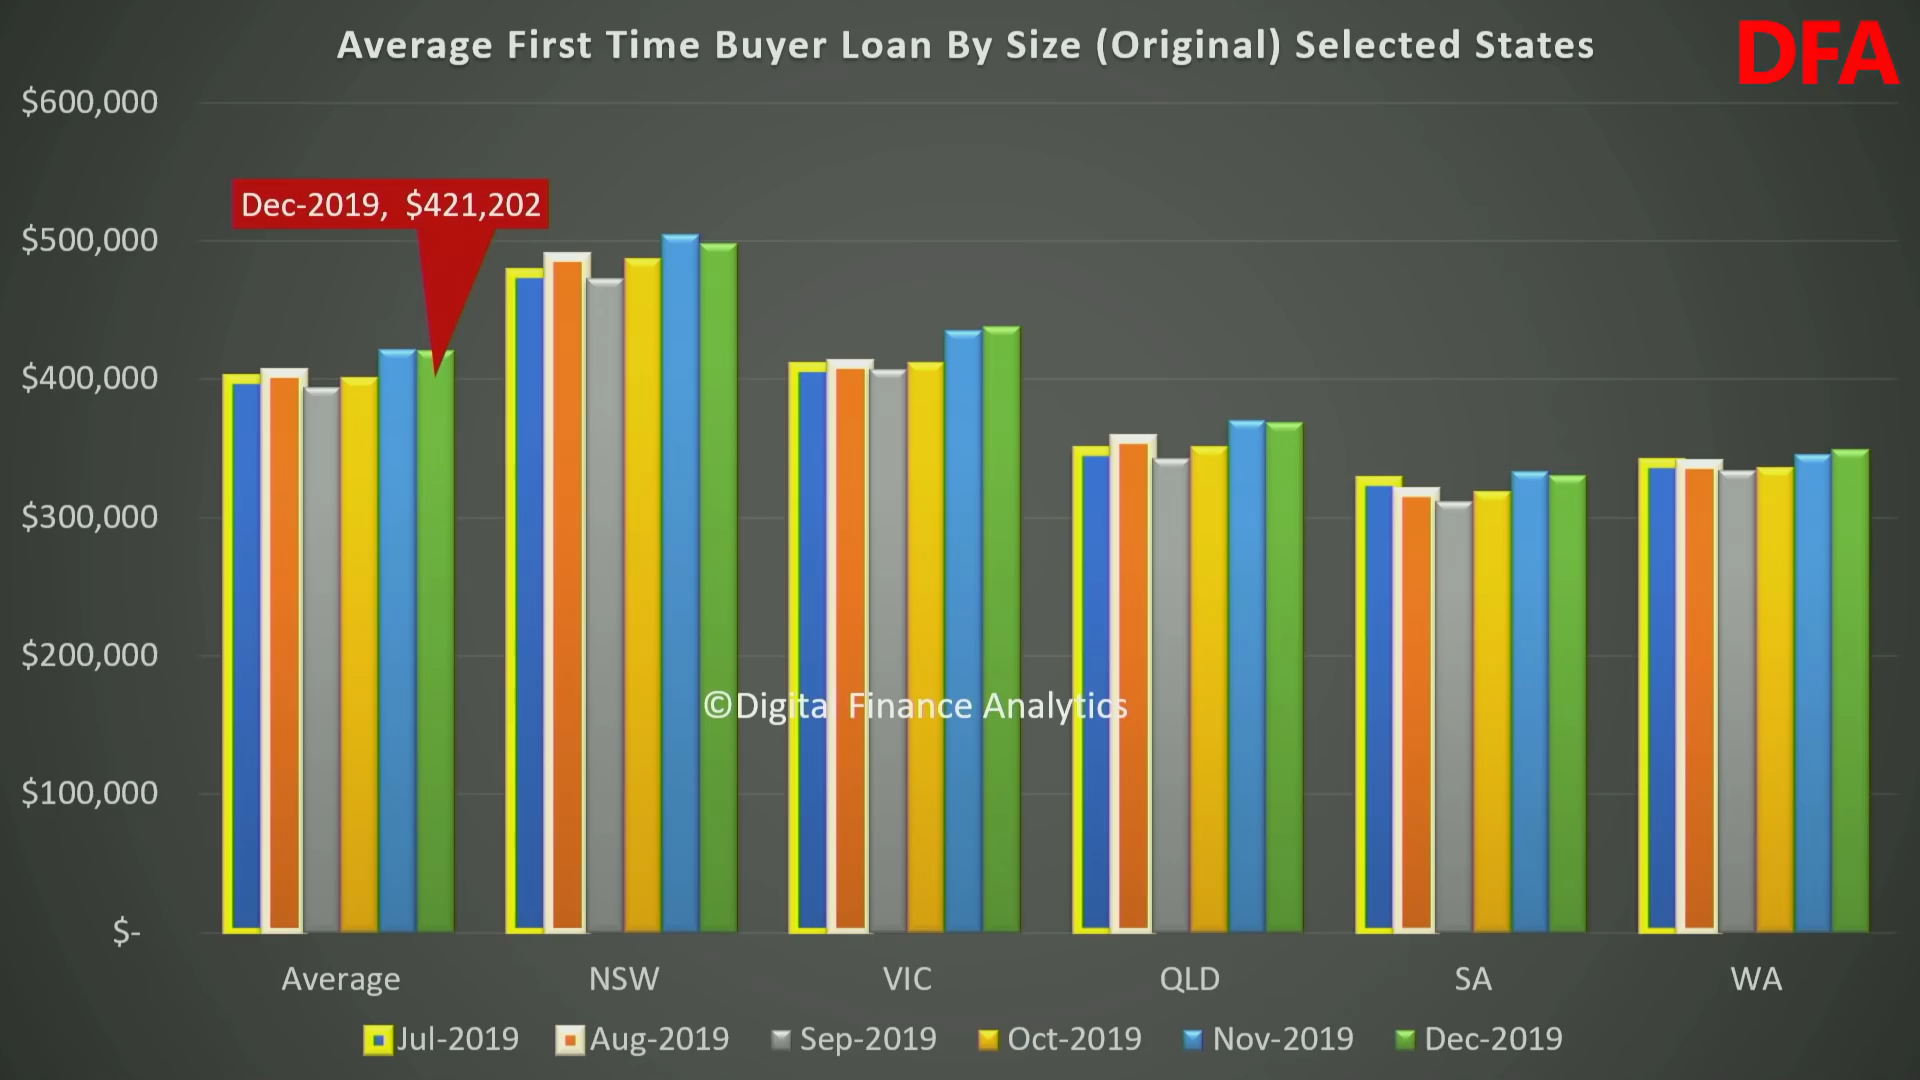 Average First Time Buyer Loan By Size (Original) Selected States
DFA
$600,000
Dec-2019, $421,202
$500,000
$400,000
$300,000
$200,000
©Digital Finance Analytics
$100,000
$-
Average NSW VIC QLD SA WA
Jul-2019 Aug-2019 Sep-2019 Oct-2019 Nov-2019 Dec-2019